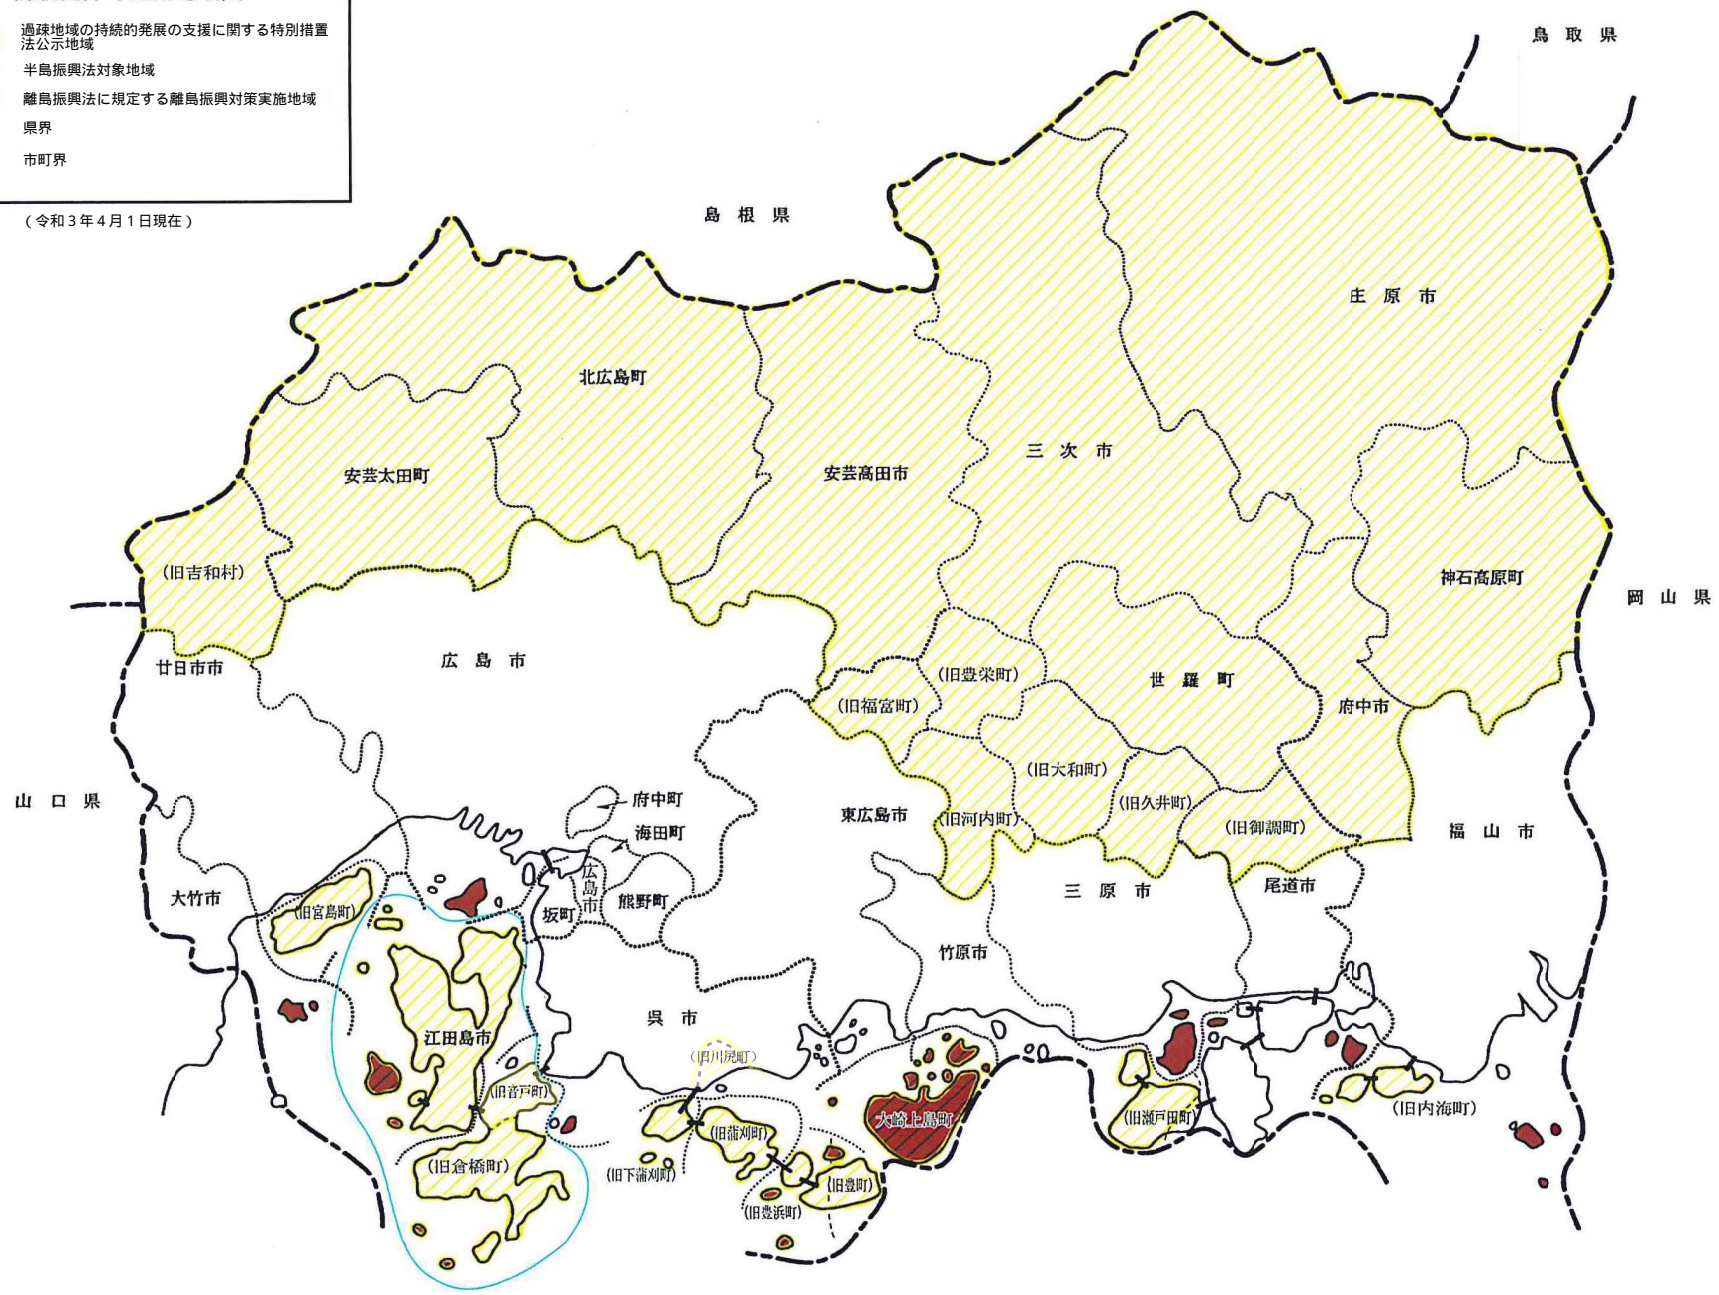 過疎地域の持続的発展の支援に関する特別措置
法公示地域
半島振興法対象地域
離島振興法に規定する離島振興対策実施地域
県界
市町界
(令和3年4月1日現在)
鳥取県
島根県
庄原市
北広島町
三次市
安芸太田町
安芸高田市
(旧吉和村)
神石高原町
岡山県
廿日市市
広島市
(旧豊栄町)
世羅町
(旧福富町)
府中市
(旧大和町)
山口県
府中町
(旧久井町)
東広島市
(旧河内町)
(旧御調町)
福山市
海田町
広島市
大竹市
(旧宮島町)
坂町
熊野町
三原市
尾道市
竹原市
呉市
江田島市
(旧川尻町)
(旧音戸町)
大崎上島町
(旧瀬戸田町)
(旧内海町)
(旧蒲刈町)
(旧倉橋町)
(旧下蒲刈町)
(旧豊町)
(旧豊浜町)